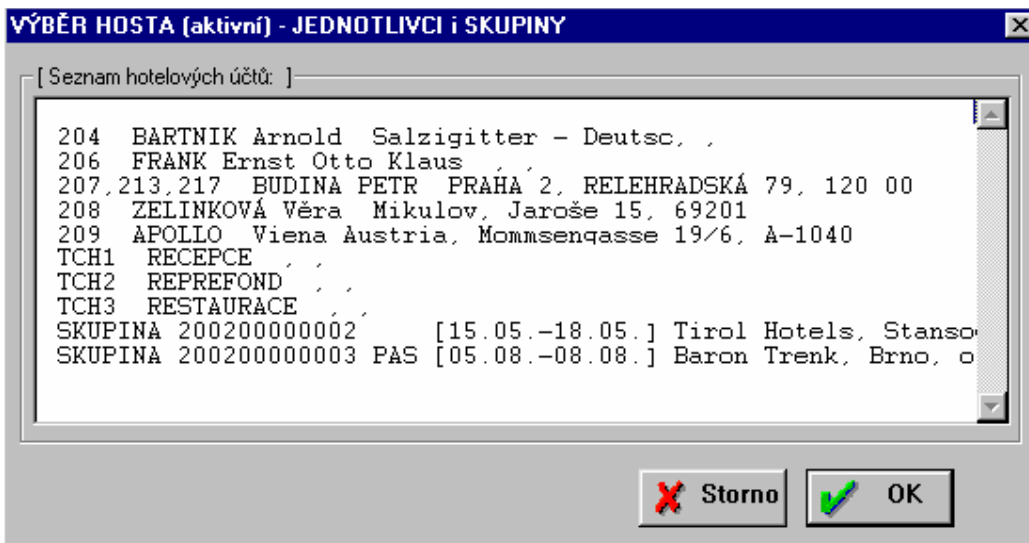 VÝBĚR HOSTA (aktivní) - JEDNOTLIVCI i SKUPINY
[ Seznam hotelových účtů: ]
204 BARTNIK Arnold Salzigitter – Deutsc, ,
206 FRANK Ernst Otto Klaus , ,
207,213,217 BUDINA PETR PRAHA 2, RELEHRADSKÁ 79, 120 00
208 ZELINKOVÁ Věra Mikulov, Jaroše 15, 69201
209 APOLLO Viena Austria, Mommsengasse 19/6, A–1040
TCH1 RECEPCE , ,
TCH2 REPREFOND , ,
TCH3 RESTAURACE , ,
SKUPINA 200200000002 [15.05.–18.05.] Tirol Hotels, Stanso
SKUPINA 200200000003 PAS [05.08.–08.08.] Baron Trenk, Brno, o
Storno OK